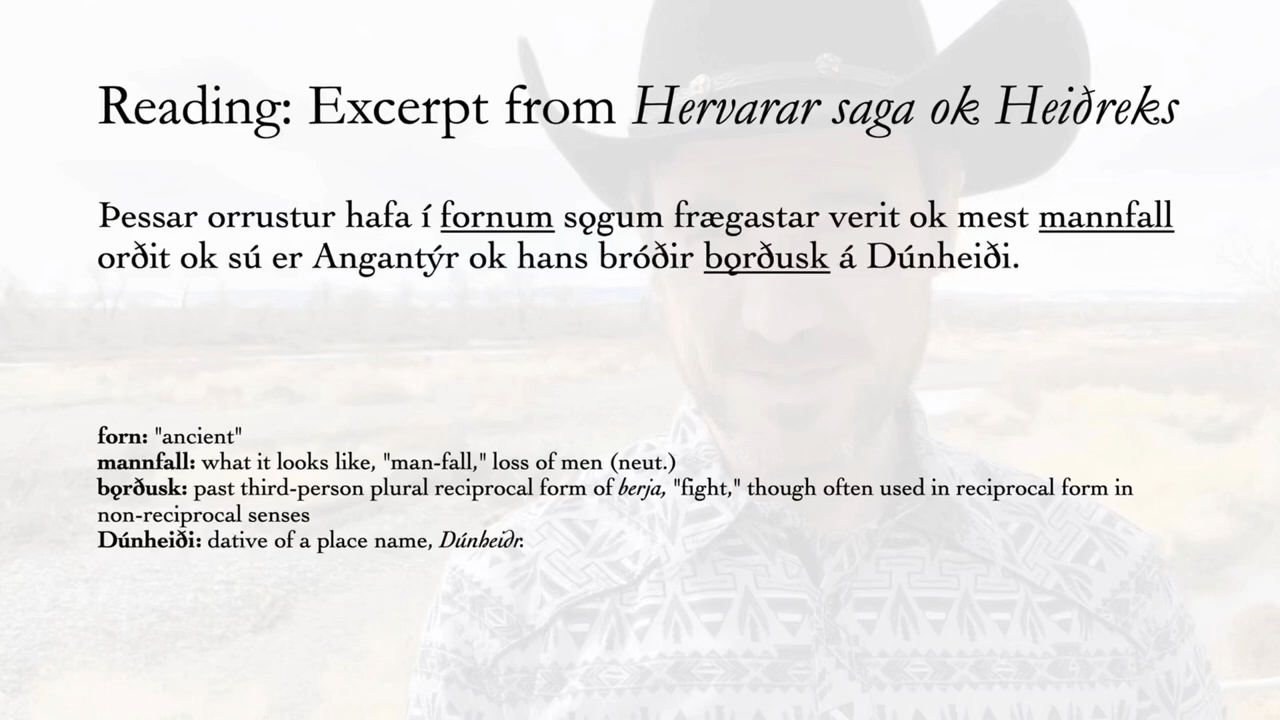 Reading: Excerpt from Hervarar saga ok Heiðreks
Þessar orrustur hafa í fornum sǫgum frægastar verit ok mest mannfall
orðit ok sú er Angantýr ok hans bróðir bǫrðusk á Dúnheiði.
forn: "ancient"
mannfall: what it looks like, "man-fall," loss of men (neut.)
bǫrðusk: past third-person plural reciprocal form of berja, "fight," though often used in reciprocal form in
non-reciprocal senses
Dúnheiði: dative of a place name, Dúnheiðr.